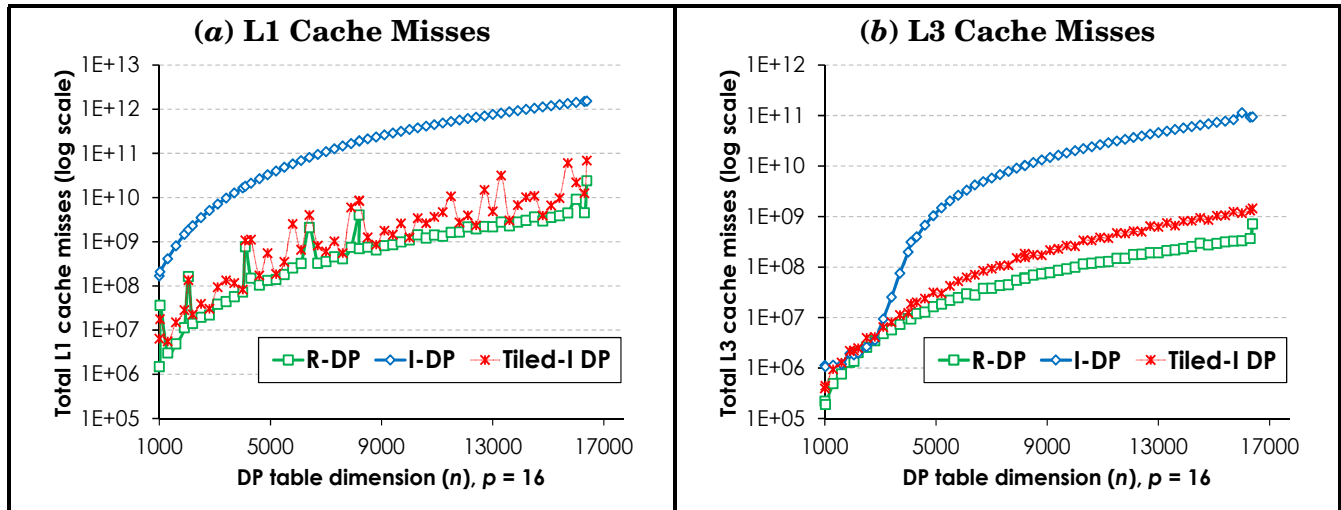 (a) L1 Cache Misses
Total L1 cache misses (log scale)
1E+13
1E+12
1E+11
1E+10
1E+09
1E+08
1E+07
1E+06
1E+05
R-DP I-DP Tiled-I DP
1000 5000 9000 13000 17000
DP table dimension (n), p = 16
(b) L3 Cache Misses
Total L3 cache misses (log scale)
1E+12
1E+11
1E+10
1E+09
1E+08
1E+07
1E+06
1E+05
R-DP I-DP Tiled-I DP
1000 5000 9000 13000 17000
DP table dimension (n), p = 16